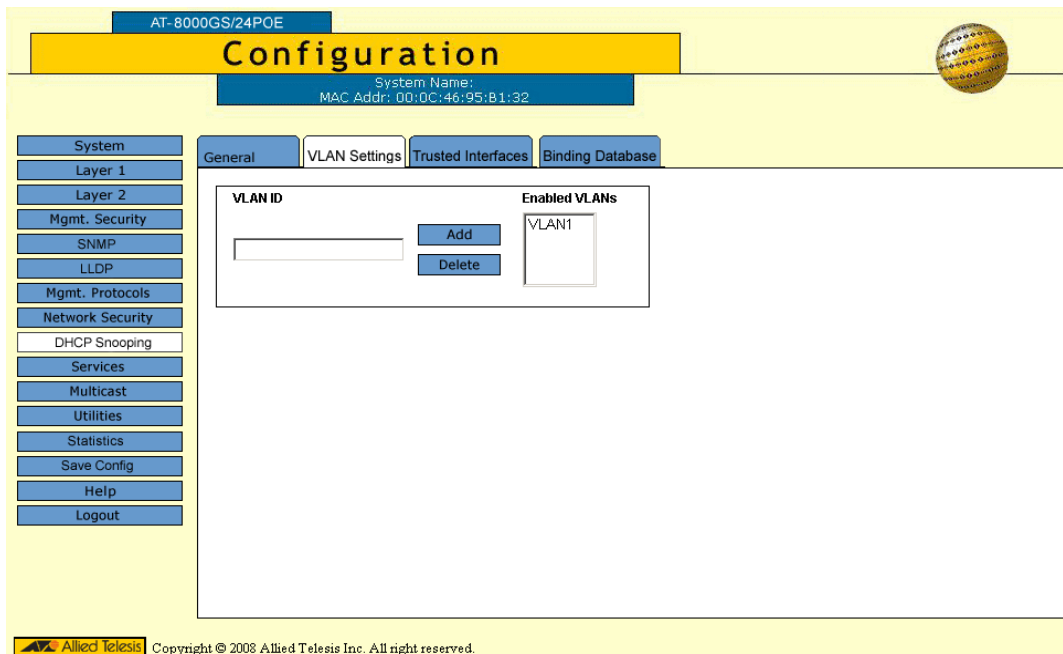 AT-8000GS/24POE
Configuration
System Name:
MAC Addr: 00:0C:46:95:B1:32
System
Layer 1
Layer 2
Mgmt. Security
SNMP
LLDP
Mgmt. Protocols
Network Security
DHCP Snooping
Services
Multicast
Utilities
Statistics
Save Config
Help
Logout
General VLAN Settings Trusted Interfaces Binding Database
VLAN ID Enabled VLANs
VLAN1
Add
Delete
Allied Telesis Copyright © 2008 Allied Telesis Inc. All right reserved.